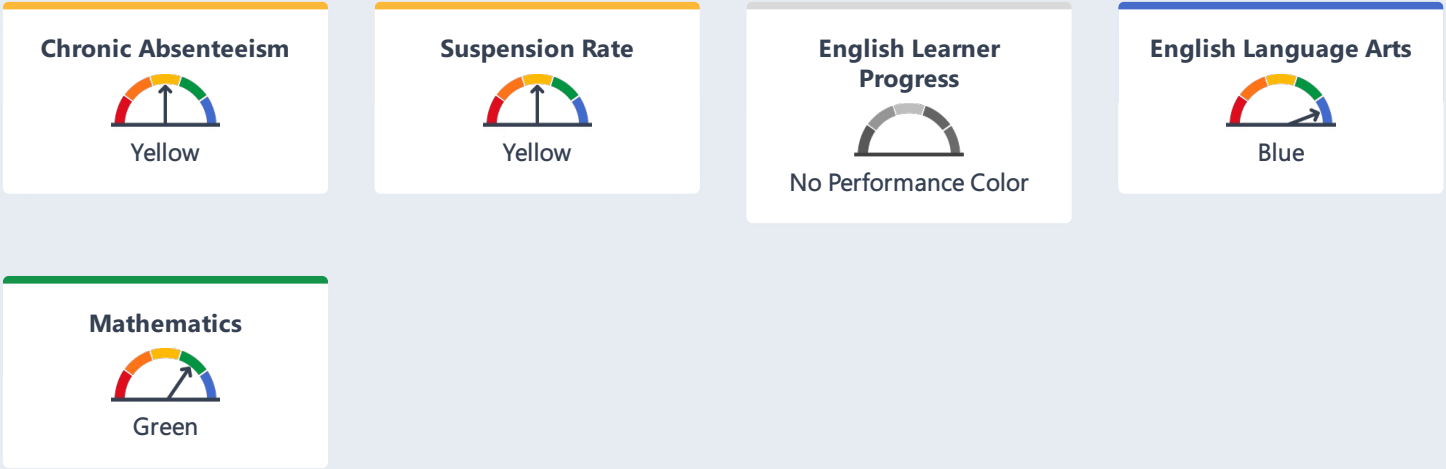 Chronic Absenteeism
Yellow
Suspension Rate
Yellow
English Learner
Progress
No Performance Color
English Language Arts
Blue
Mathematics
Green